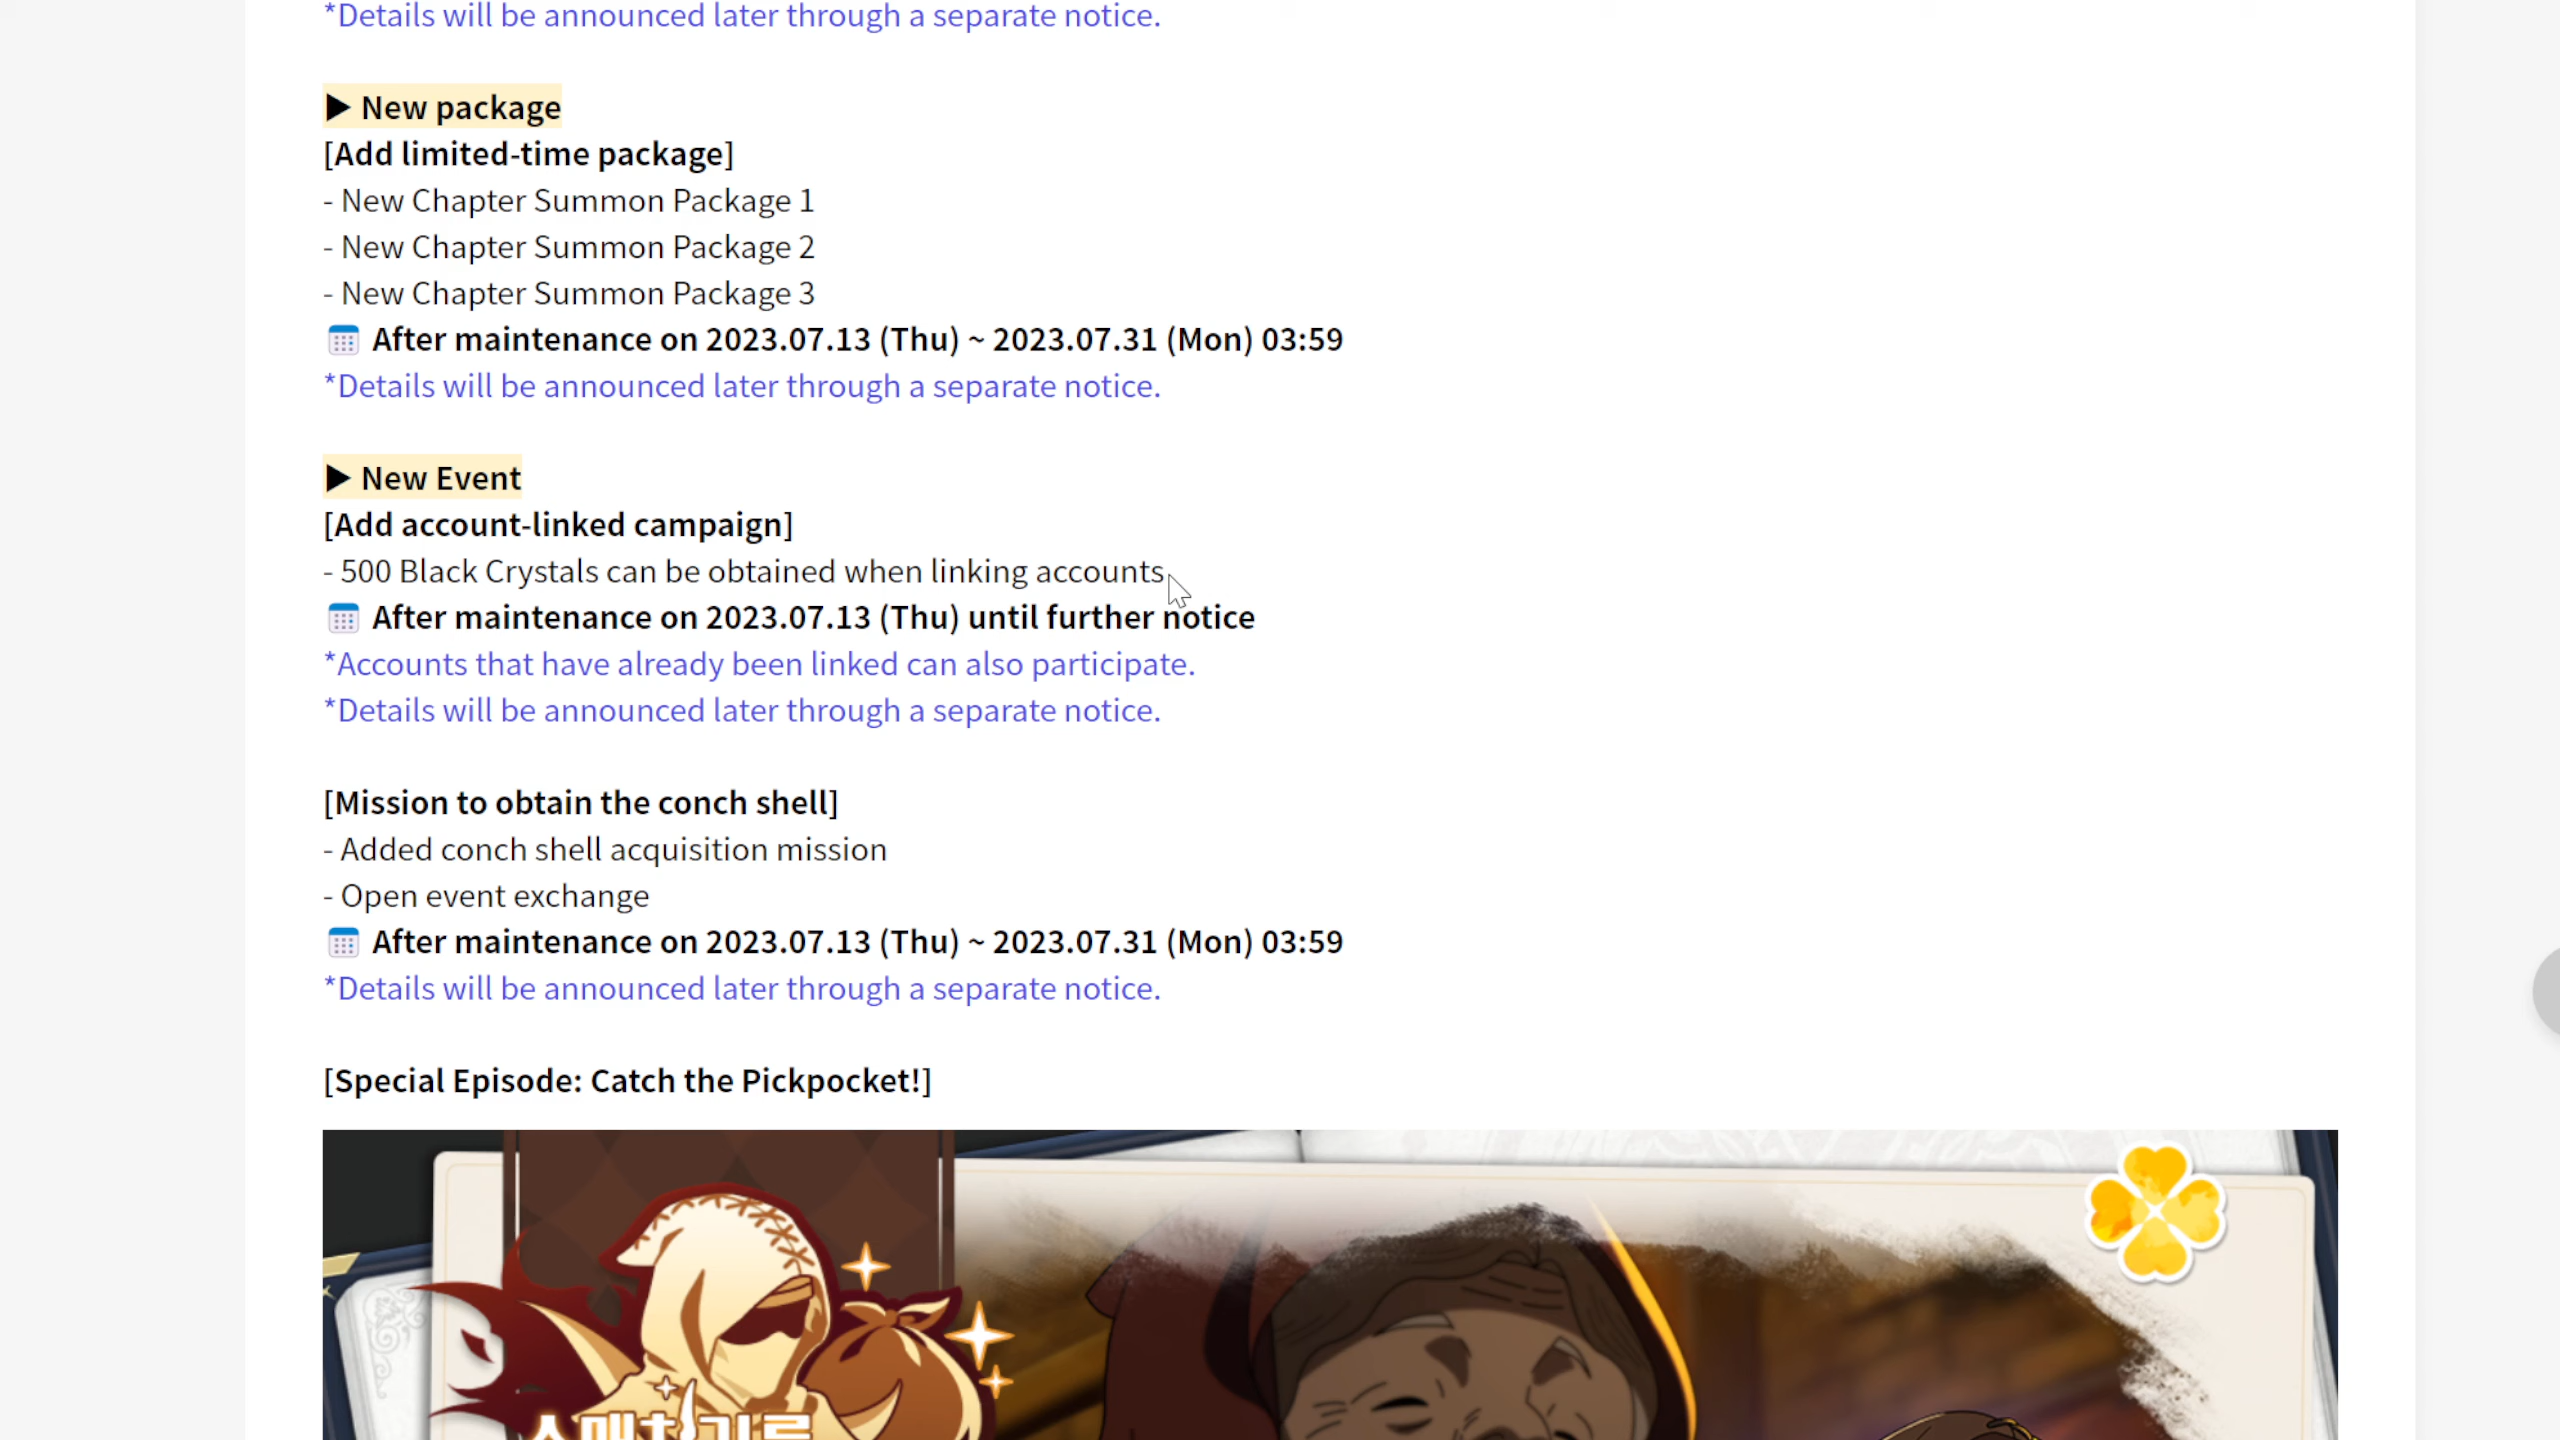 *Details will be announced later through a separate notice.
▶ New package
[Add limited-time package]
- New Chapter Summon Package 1
- New Chapter Summon Package 2
- New Chapter Summon Package 3
After maintenance on 2023.07.13 (Thu) ~ 2023.07.31 (Mon) 03:59
*Details will be announced later through a separate notice.
▶ New Event
[Add account-linked campaign]
- 500 Black Crystals can be obtained when linking accounts
After maintenance on 2023.07.13 (Thu) until further notice
*Accounts that have already been linked can also participate.
*Details will be announced later through a separate notice.
[Mission to obtain the conch shell]
- Added conch shell acquisition mission
- Open event exchange
After maintenance on 2023.07.13 (Thu) ~ 2023.07.31 (Mon) 03:59
*Details will be announced later through a separate notice.
[Special Episode: Catch the Pickpocket!]